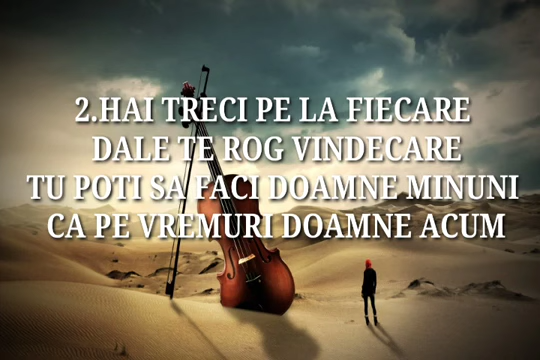 2.HAI TRECI PE LA FIECARE
DALE TE ROG VINDECARE
TU POTI SA FACI DOAMNE MINUNI
CA PE VREMURI DOAMNE ACUM